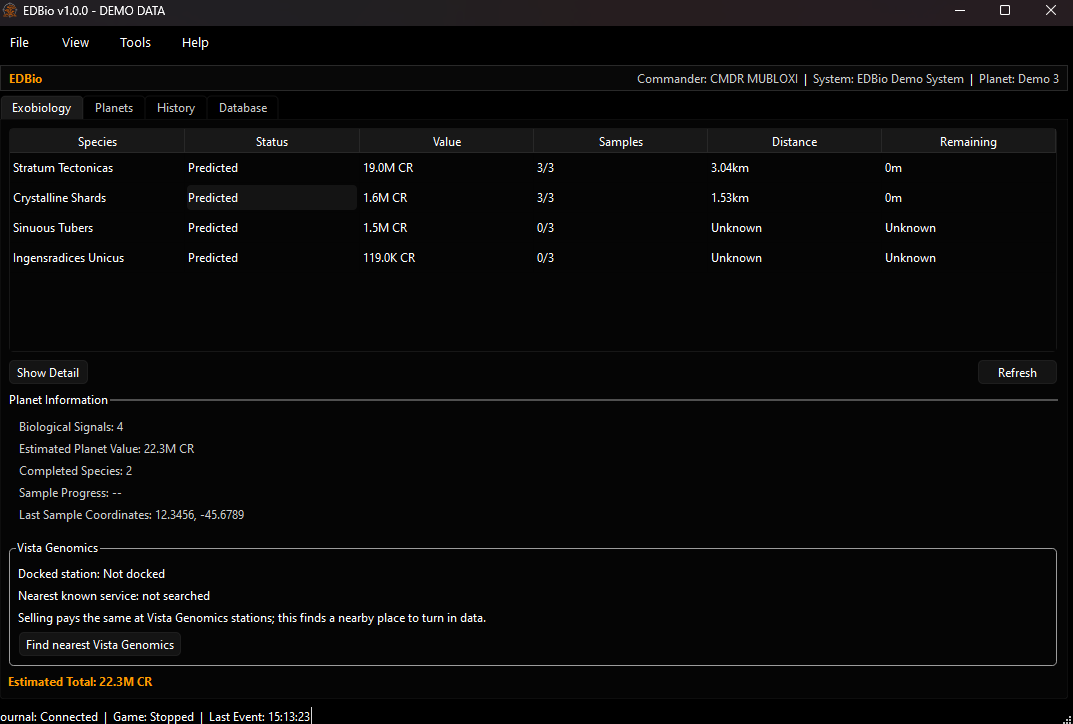 EDBio v1.0.0 - DEMO DATA
File View Tools Help
EDBio Commander: CMDR MUBLOXI | System: EDBio Demo System | Planet: Demo 3
Exobiology Planets History Database
Species Status Value Samples Distance Remaining
Stratum Tectonicas Predicted 19.0M CR 3/3 3.04km 0m
Crystalline Shards Predicted 1.6M CR 3/3 1.53km 0m
Sinuous Tubers Predicted 1.5M CR 0/3 Unknown Unknown
Ingensradices Unicus Predicted 119.0K CR 0/3 Unknown Unknown
Show Detail Refresh
Planet Information
Biological Signals: 4
Estimated Planet Value: 22.3M CR
Completed Species: 2
Sample Progress: --
Last Sample Coordinates: 12.3456, -45.6789
Vista Genomics
Docked station: Not docked
Nearest known service: not searched
Selling pays the same at Vista Genomics stations; this finds a nearby place to turn in data.
Find nearest Vista Genomics
Estimated Total: 22.3M CR
ournal: Connected | Game: Stopped | Last Event: 15:13:23